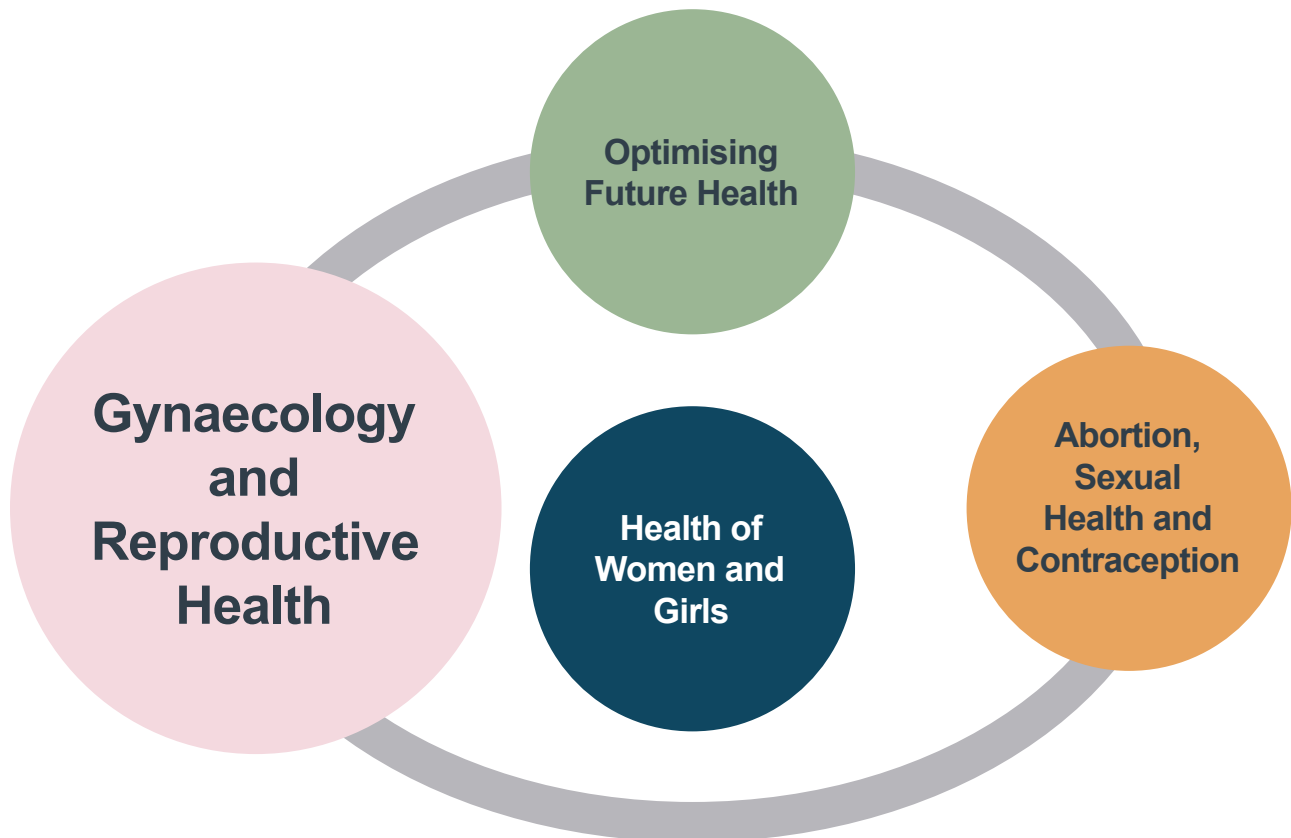 Optimising
Future Health
Gynaecology
and
Reproductive
Health
Health of
Women and
Girls
Abortion,
Sexual
Health and
Contraception